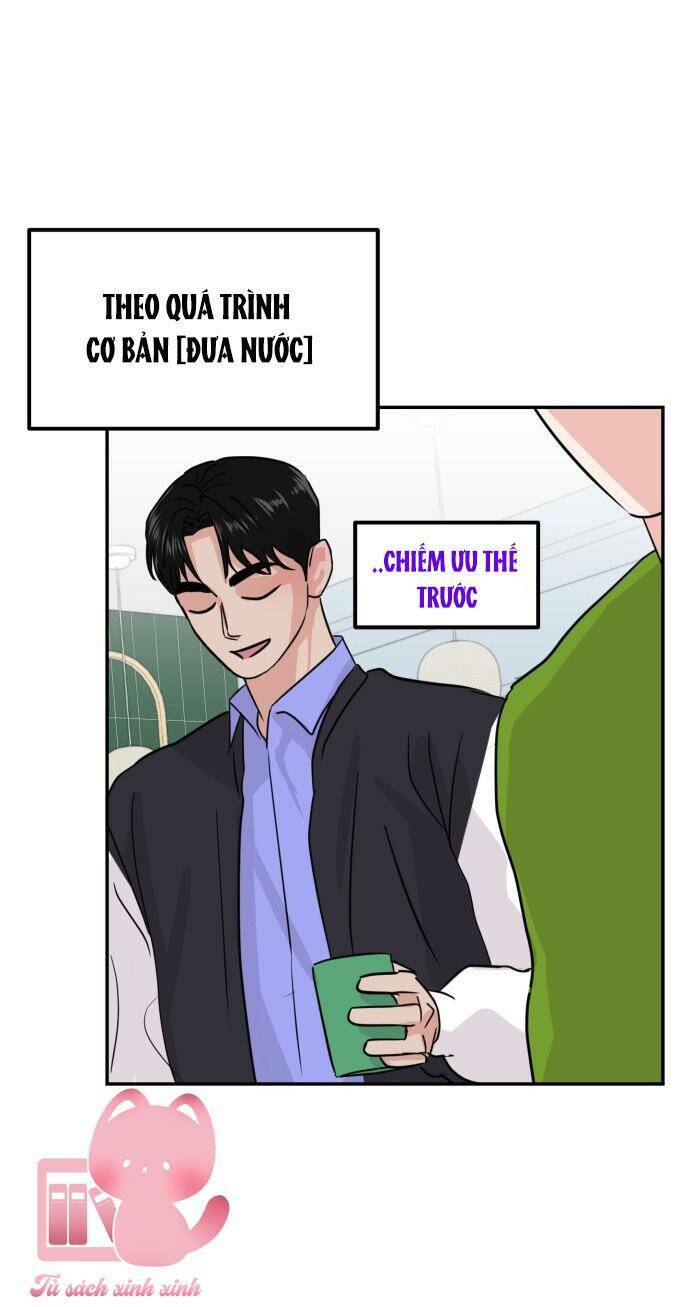 THEO QUÁ TRÌNH
CƠ BẢN [ĐƯA NƯỚC]
..CHIẾM ƯU THẾ
TRƯỚC
Tủ sách xinh xinh